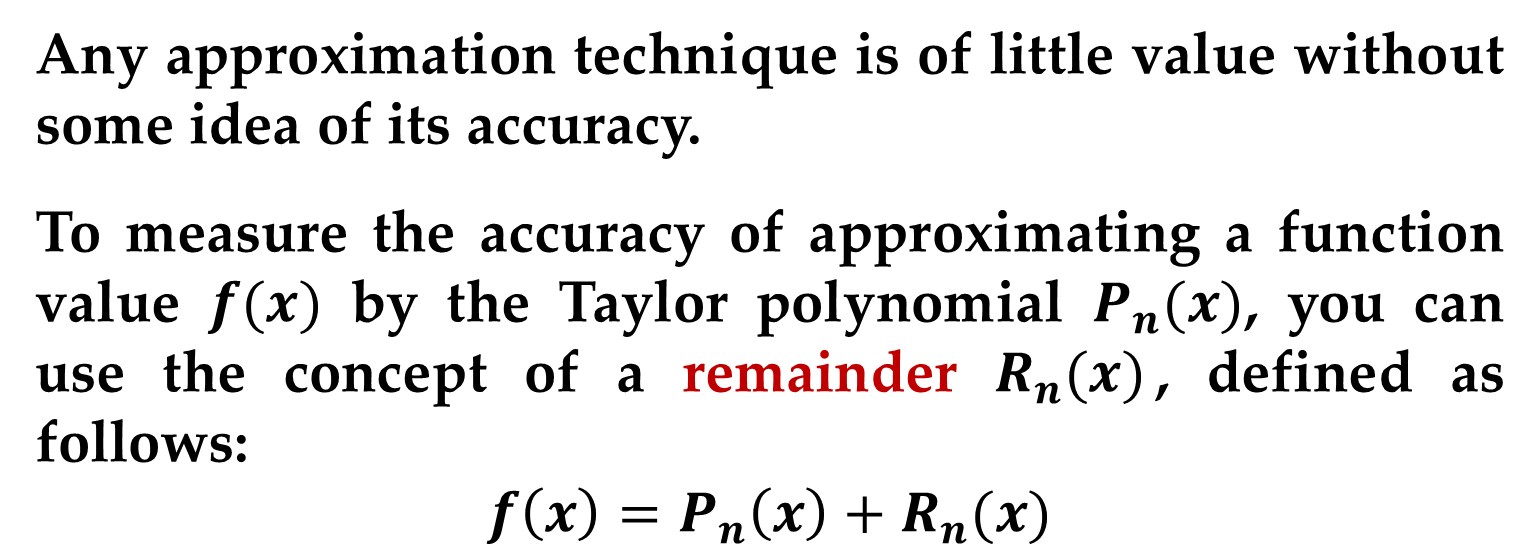 Any approximation technique is of little value without
some idea of its accuracy.
To measure the accuracy of approximating a function
value f(x) by the Taylor polynomial Pₙ(x), you can
use the concept of a remainder Rₙ(x), defined as
follows:
f(x) = Pₙ(x) + Rₙ(x)